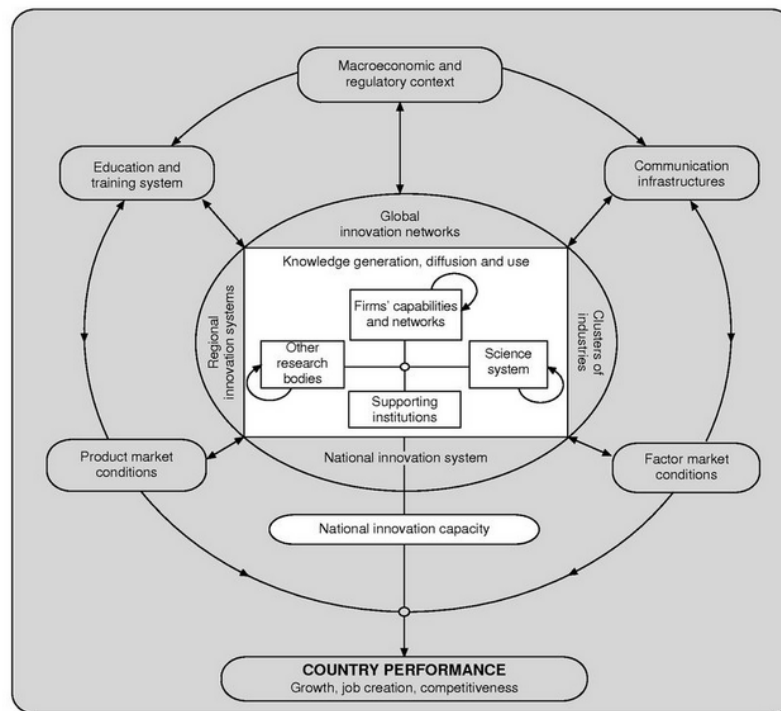 Macroeconomic and
regulatory context
Education and
training system
Communication
infrastructures
Global
innovation networks
Knowledge generation, diffusion and use
Firms' capabilities
and networks
Regional
innovation systems
Clusters of
industries
Other
research
bodies
Science
system
Supporting
institutions
Product market
conditions
National innovation system
Factor market
conditions
National innovation capacity
COUNTRY PERFORMANCE
Growth, job creation, competitiveness